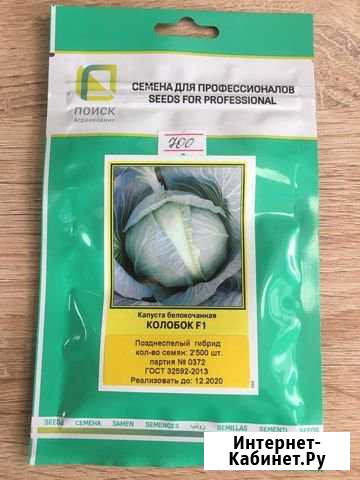 ПОИСК
Агрохолдинг
СЕМЕНА ДЛЯ ПРОФЕССИОНАЛОВ
SEEDS FOR PROFESSIONAL
700
Капуста белокочанная
КОЛОБОК F1
Позднеспелый гибрид
кол-во семян: 2'500 шт.
партия № 0372
ГОСТ 32592-2013
Реализовать до: 12.2020
SEEDS СЕМЕНА SAMEN SEMENCES SEMILLAS SEMENTI SEEDS
Интернет-
Кабинет.Ру